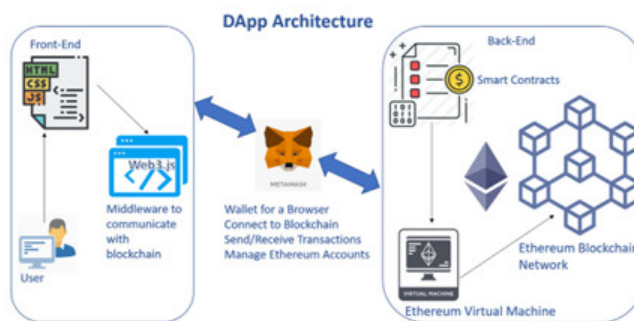 DApp Architecture
Front-End
HTML
CSS
JS
Web3.js
Middleware to
communicate
with
blockchain
User
METAMASK
Wallet for a Browser
Connect to Blockchain
Send/Receive Transactions
Manage Ethereum Accounts
Back-End
Smart Contracts
$
101
010
VIRTUAL MACHINE
Ethereum Virtual Machine
Ethereum Blockchain
Network